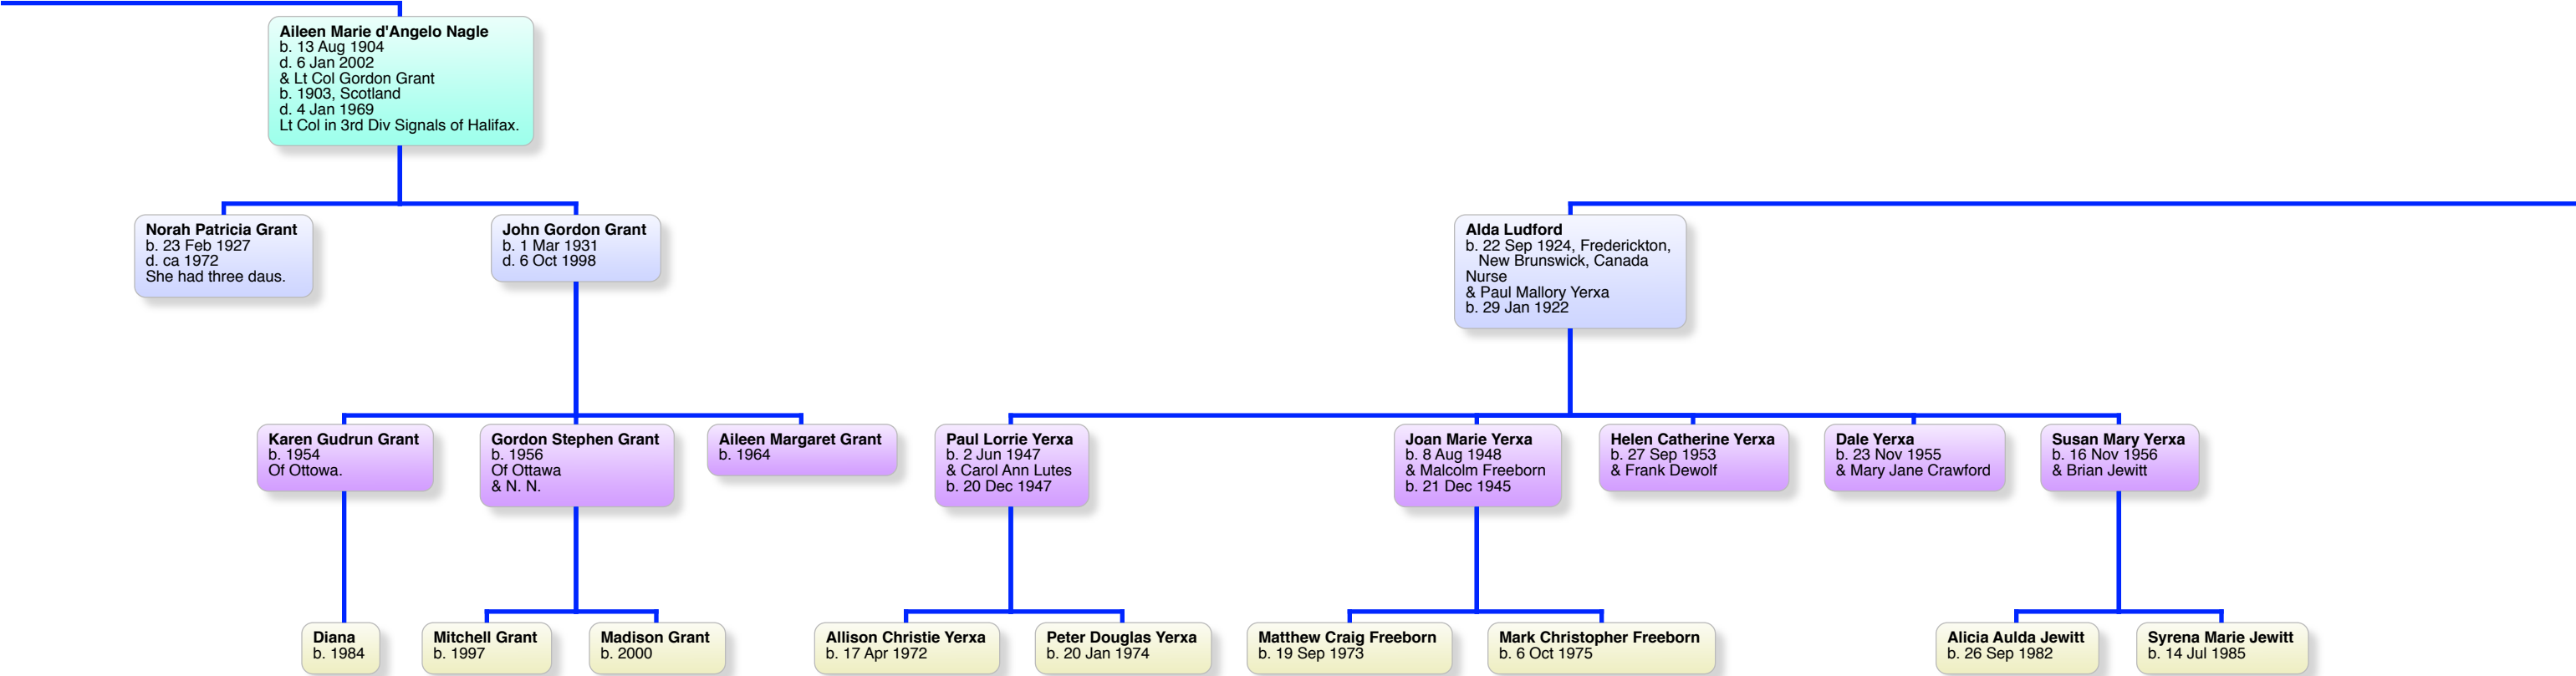 Aileen Marie d'Angelo Nagle
b. 13 Aug 1904
d. 6 Jan 2002
& Lt Col Gordon Grant
b. 1903, Scotland
d. 4 Jan 1969
Lt Col in 3rd Div Signals of Halifax.
Norah Patricia Grant
b. 23 Feb 1927
d. ca 1972
She had three daus.
John Gordon Grant
b. 1 Mar 1931
d. 6 Oct 1998
Alda Ludford
b. 22 Sep 1924, Frederickton,
New Brunswick, Canada
Nurse
& Paul Mallory Yerxa
b. 29 Jan 1922
Karen Gudrun Grant
b. 1954
Of Ottowa.
Gordon Stephen Grant
b. 1956
Of Ottawa
& N. N.
Aileen Margaret Grant
b. 1964
Paul Lorrie Yerxa
b. 2 Jun 1947
& Carol Ann Lutes
b. 20 Dec 1947
Joan Marie Yerxa
b. 8 Aug 1948
& Malcolm Freeborn
b. 21 Dec 1945
Helen Catherine Yerxa
b. 27 Sep 1953
& Frank Dewolf
Dale Yerxa
b. 23 Nov 1955
& Mary Jane Crawford
Susan Mary Yerxa
b. 16 Nov 1956
& Brian Jewitt
Diana
b. 1984
Mitchell Grant
b. 1997
Madison Grant
b. 2000
Allison Christie Yerxa
b. 17 Apr 1972
Peter Douglas Yerxa
b. 20 Jan 1974
Matthew Craig Freeborn
b. 19 Sep 1973
Mark Christopher Freeborn
b. 6 Oct 1975
Alicia Aulda Jewitt
b. 26 Sep 1982
Syrena Marie Jewitt
b. 14 Jul 1985